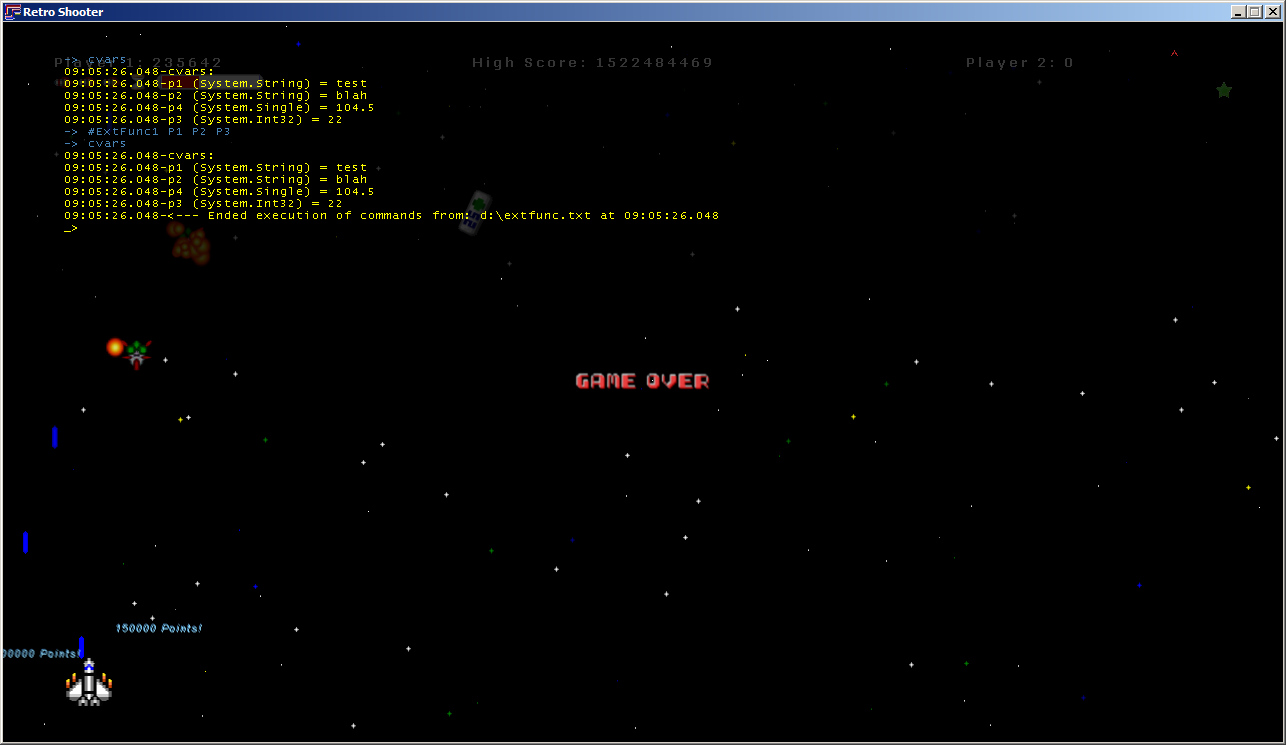 Retro Shooter
Player 1: 235642
High Score: 1522484469
Player 2: 0
-> cvars
09:05:26.048-cvars:
09:05:26.048-p1 (System.String) = test
09:05:26.048-p2 (System.String) = blah
09:05:26.048-p4 (System.Single) = 104.5
09:05:26.048-p3 (System.Int32) = 22
-> #ExtFunc1 P1 P2 P3
-> cvars
09:05:26.048-cvars:
09:05:26.048-p1 (System.String) = test
09:05:26.048-p2 (System.String) = blah
09:05:26.048-p4 (System.Single) = 104.5
09:05:26.048-p3 (System.Int32) = 22
09:05:26.048-<--- Ended execution of commands from: d:\extfunc.txt at 09:05:26.048
_>
GAME OVER
150000 Points!
00000 Points!